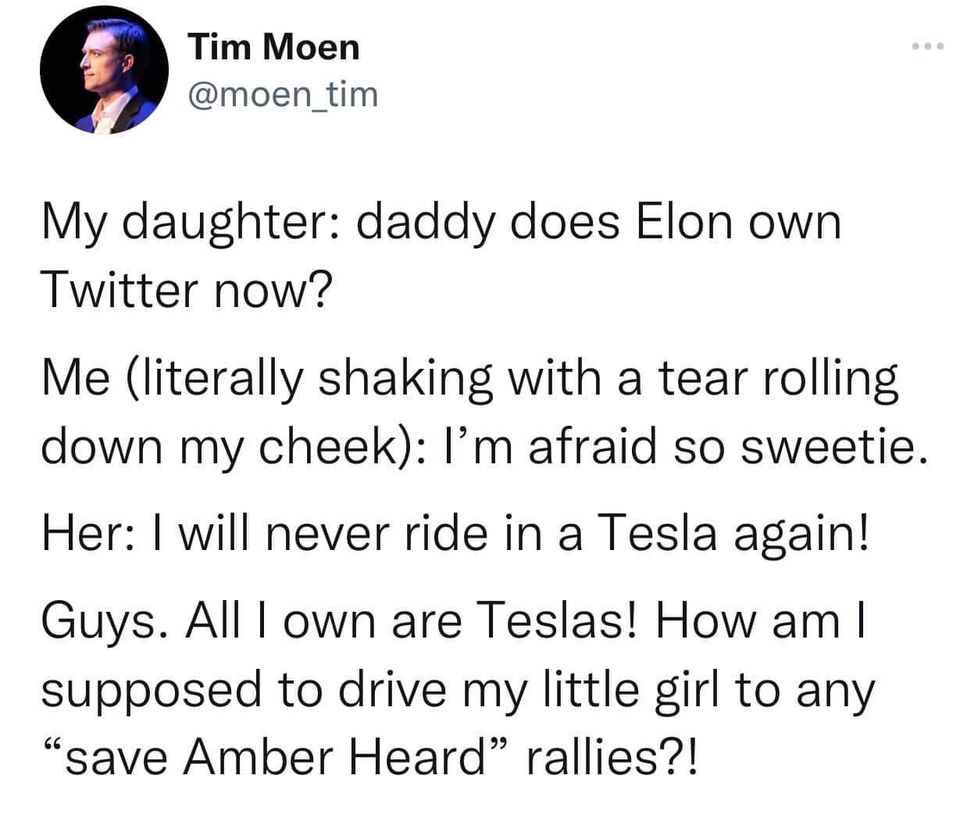 Tim Moen
@moen_tim
My daughter: daddy does Elon own
Twitter now?
Me (literally shaking with a tear rolling
down my cheek): I’m afraid so sweetie.
Her: I will never ride in a Tesla again!
Guys. All I own are Teslas! How am I
supposed to drive my little girl to any
“save Amber Heard” rallies?!